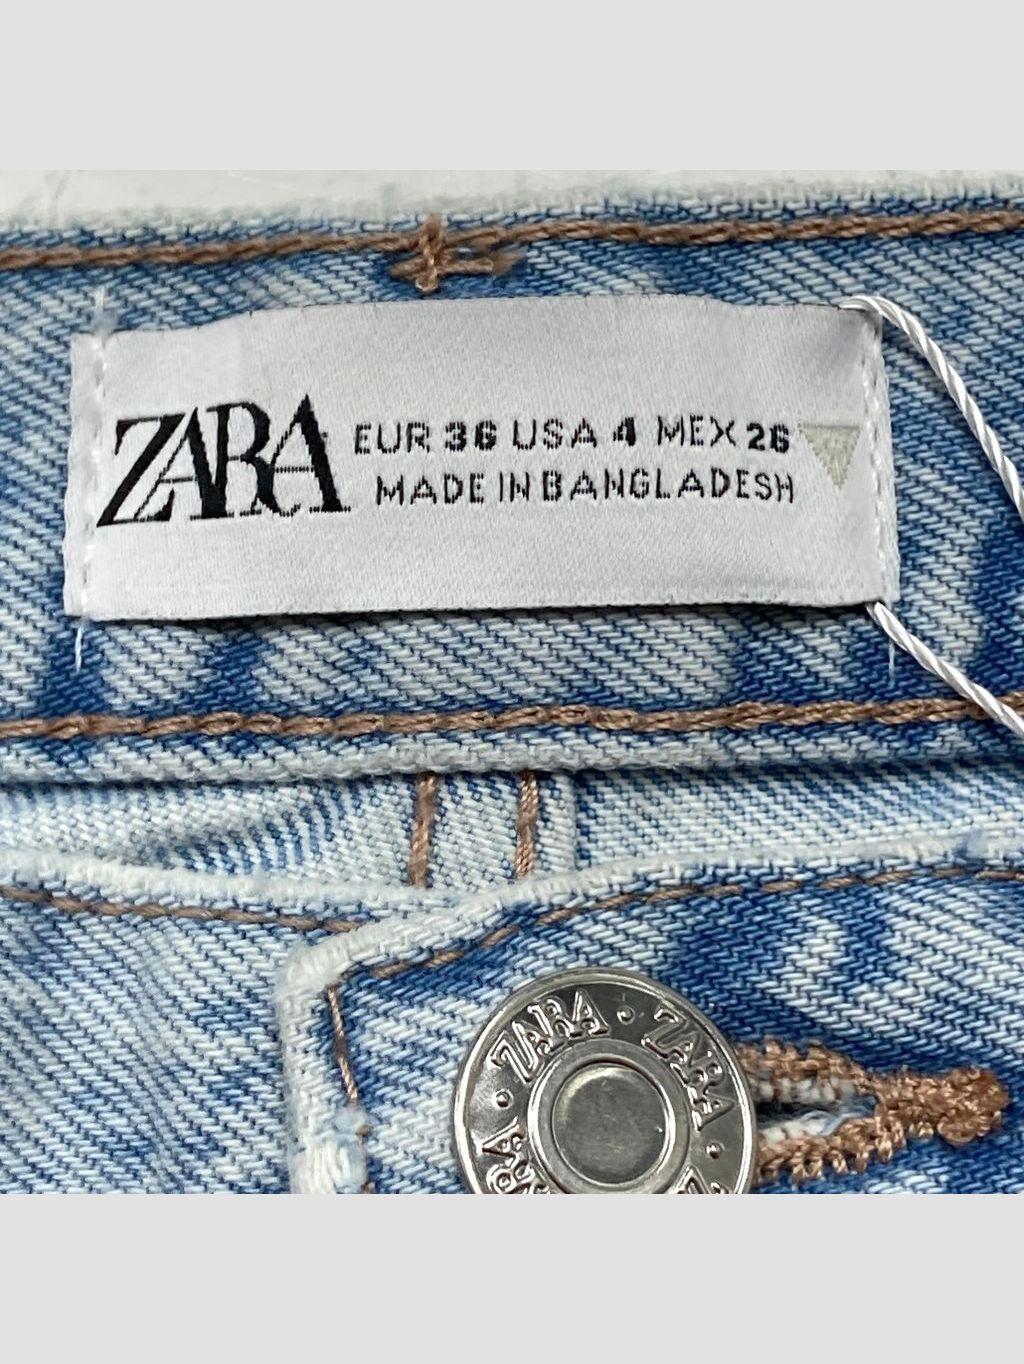 ZARA
EUR 36 USA 4 MEX 26
MADE IN BANGLADESH
ZARA · ZARA ·